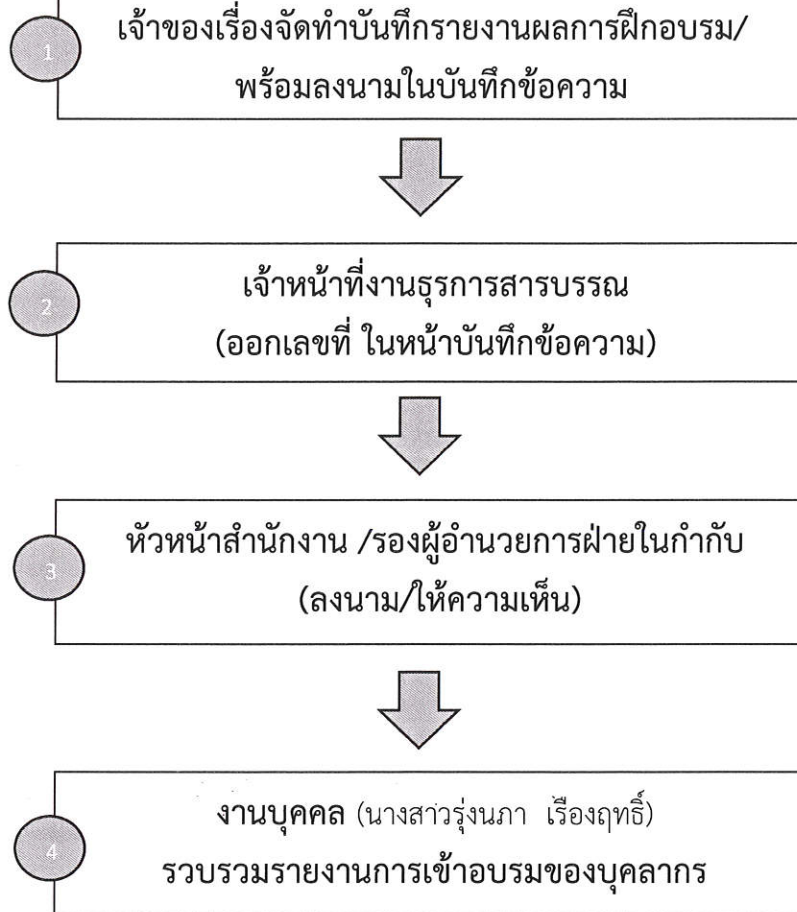 1
เจ้าของเรื่องจัดทำบันทึกรายงานผลการฝึกอบรม/
พร้อมลงนามในบันทึกข้อความ
2
เจ้าหน้าที่งานธุรการสารบรรณ
(ออกเลขที่ ในหน้าบันทึกข้อความ)
3
หัวหน้าสำนักงาน /รองผู้อำนวยการฝ่ายในกำกับ
(ลงนาม/ให้ความเห็น)
4
งานบุคคล (นางสาวรุ่งนภา เรืองฤทธิ์)
รวบรวมรายงานการเข้าอบรมของบุคลากร